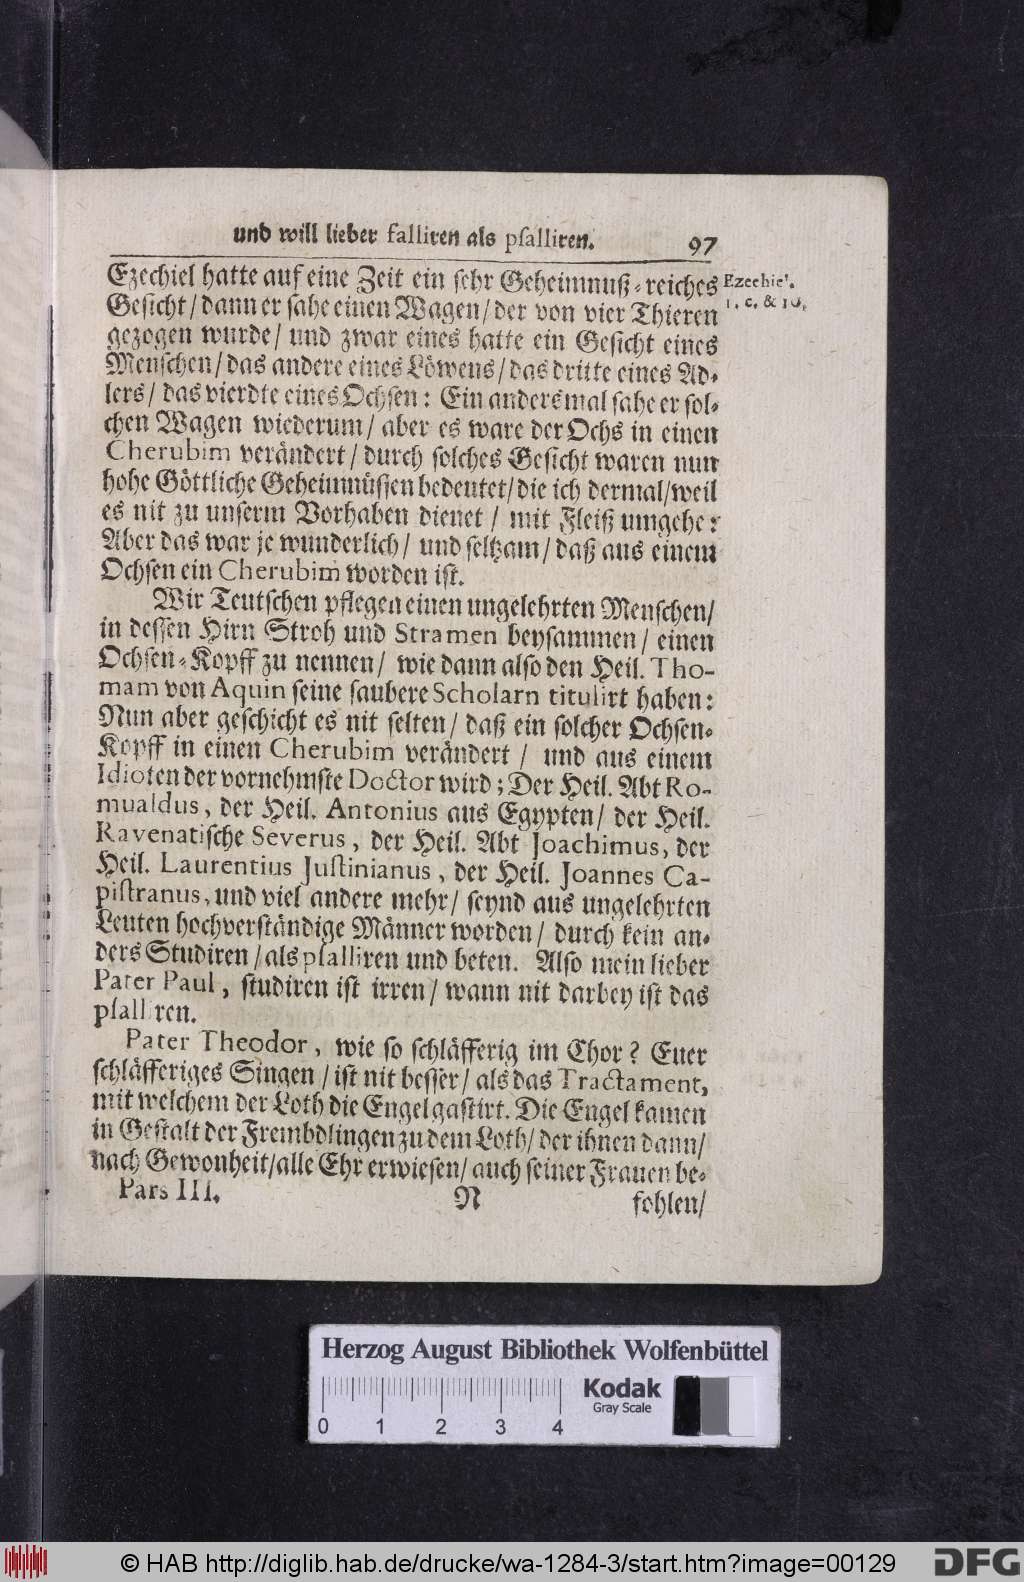 und will lieber falliren als psalliren. 97
Ezechiel hatte auf eine Zeit ein sehr Geheimnuß-reiches
Ezechiel.
Gesicht / dann er sahe einen Wagen / der von vier Thieren
1. c. & 10.
gezogen wurde / und zwar eines hatte ein Gesicht eines
Menschen / das andere eines Löwens / das dritte eines Ad-
lers / das vierdte eines Ochsen: Ein andersmal sahe er sol-
chen Wagen wiederum / aber es ware der Ochs in einen
Cherubim verändert / durch solches Gesicht waren nun
hohe Göttliche Geheimnüssen bedeutet / die ich dermal / weil
es nit zu unserm Vorhaben dienet / mit Fleiß umgehe:
Aber das war je wunderlich / und seltzam / daß aus einem
Ochsen ein Cherubim worden ist.
Wir Teutschen pflegen einen ungelehrten Menschen /
in dessen Hirn Stroh und Stramen beysammen / einen
Ochsen-Kopff zu nennen / wie dann also den Heil. Tho-
mam von Aquin seine saubere Scholarn titulirt haben:
Nun aber geschicht es nit selten / daß ein solcher Ochsen-
Kopff in einen Cherubim verändert / und aus einem
Idioten der vornehmste Doctor wird; Der Heil. Abt Ro-
mualdus, der Heil. Antonius aus Egypten / der Heil.
Ravenatische Severus, der Heil. Abt Joachimus, der
Heil. Laurentius Justinianus, der Heil. Joannes Ca-
pistranus, und viel andere mehr / seynd aus ungelehrten
Leuten hochverständige Männer worden / durch kein an-
ders Studiren / als psalliren und beten. Also mein lieber
Pater Paul, studiren ist irren / wann nit darbey ist das
psalliren.
Pater Theodor, wie so schläfferig im Chor? Euer
schläfferiges Singen / ist nit besser / als das Tractament,
mit welchem der Loth die Engel gastirt. Die Engel kamen
in Gestalt der Frembdlingen zu dem Loth / der ihnen dann /
nach Gewonheit / alle Ehr erwiesen / auch seiner Frauen be-
Pars III. N fohlen /
Herzog August Bibliothek Wolfenbüttel
Kodak
Gray Scale
0 1 2 3 4
© HAB http://diglib.hab.de/drucke/wa-1284-3/start.htm?image=00129
DFG